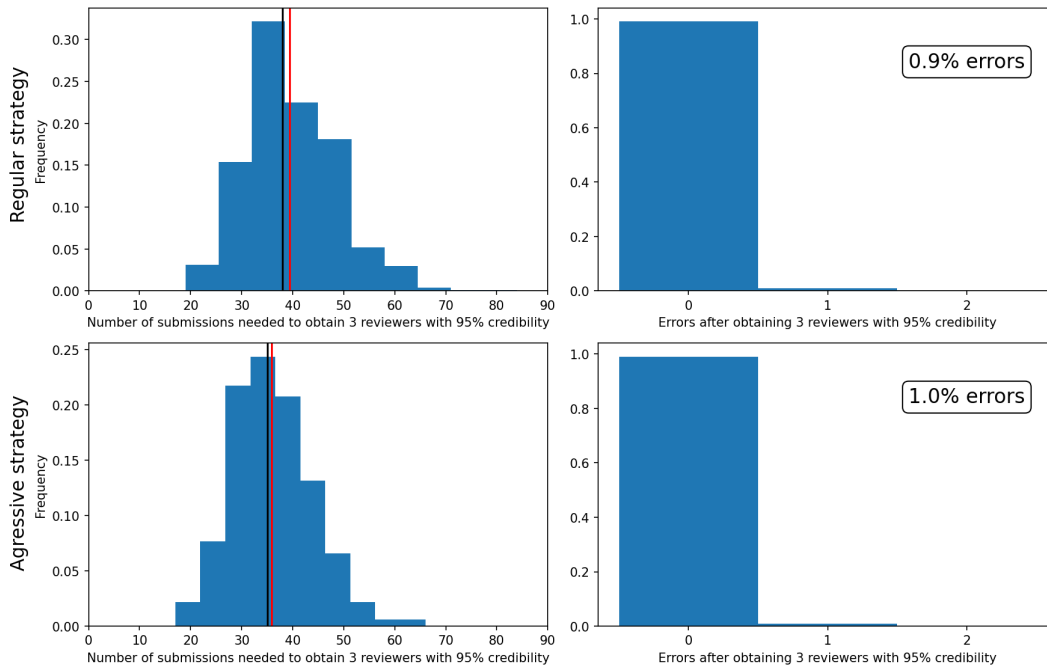 Regular strategy
Frequency
0.30
0.25
0.20
0.15
0.10
0.05
0.00
0 10 20 30 40 50 60 70 80 90
Number of submissions needed to obtain 3 reviewers with 95% credibility
1.0
0.8
0.6
0.4
0.2
0.0
0.9% errors
0 1 2
Errors after obtaining 3 reviewers with 95% credibility
Agressive strategy
Frequency
0.25
0.20
0.15
0.10
0.05
0.00
0 10 20 30 40 50 60 70 80 90
Number of submissions needed to obtain 3 reviewers with 95% credibility
1.0
0.8
0.6
0.4
0.2
0.0
1.0% errors
0 1 2
Errors after obtaining 3 reviewers with 95% credibility